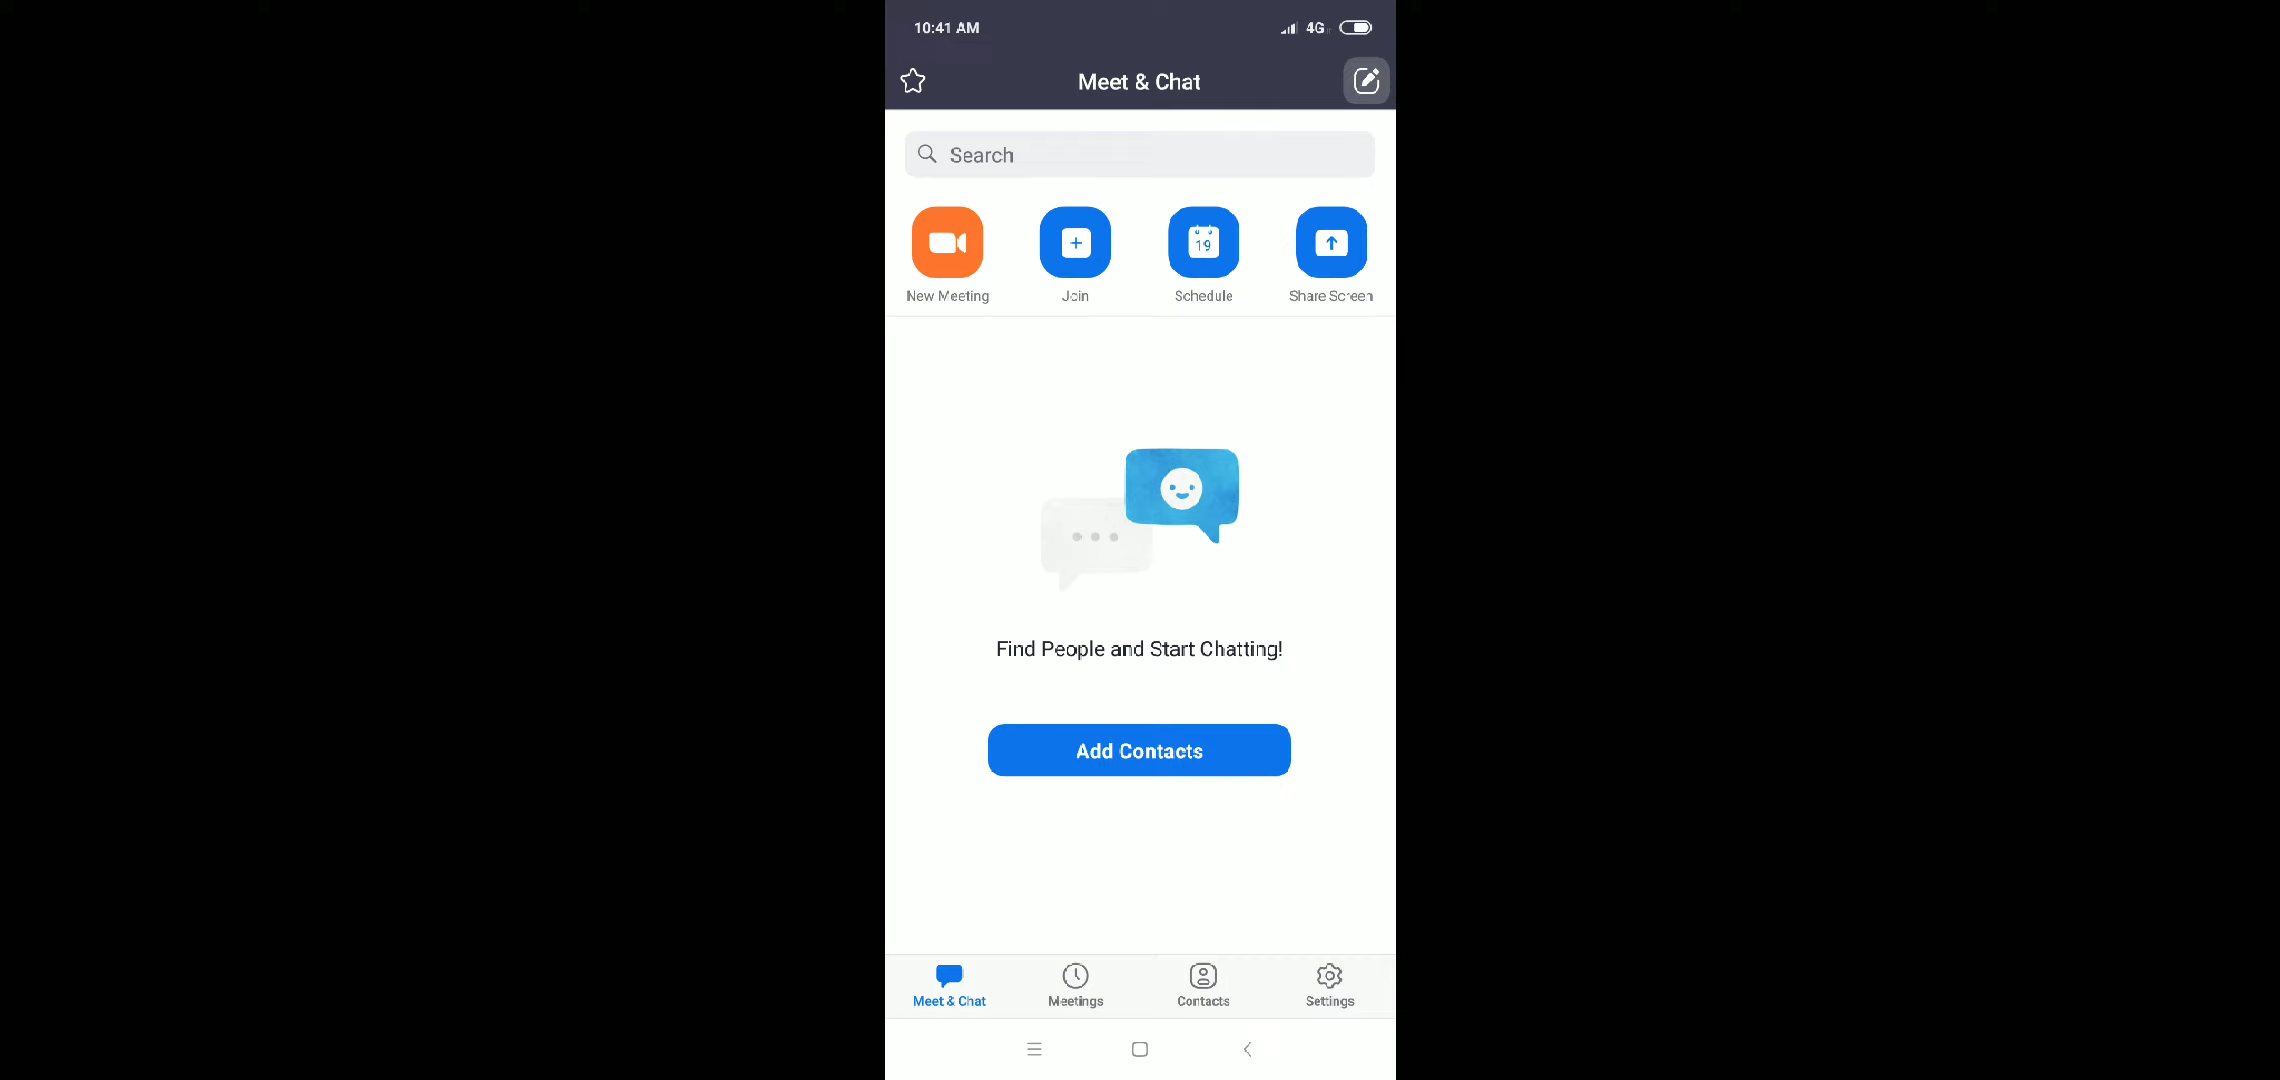 10:41 AM 4G
Meet & Chat
Search
19
New Meeting Join Schedule Share Screen
Find People and Start Chatting!
Add Contacts
Meet & Chat Meetings Contacts Settings